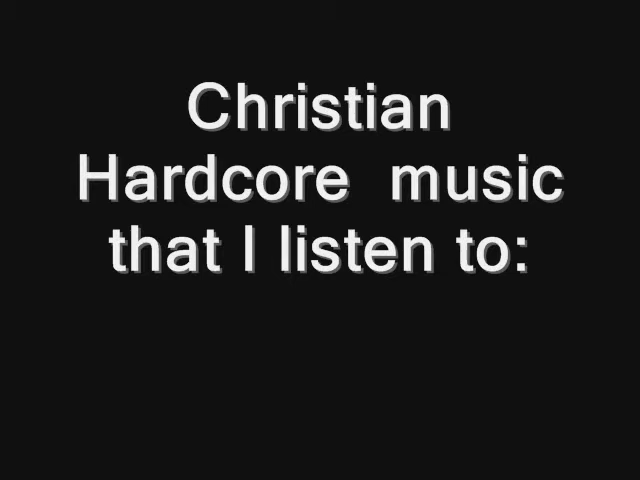 Christian
Hardcore  music
that I listen to: